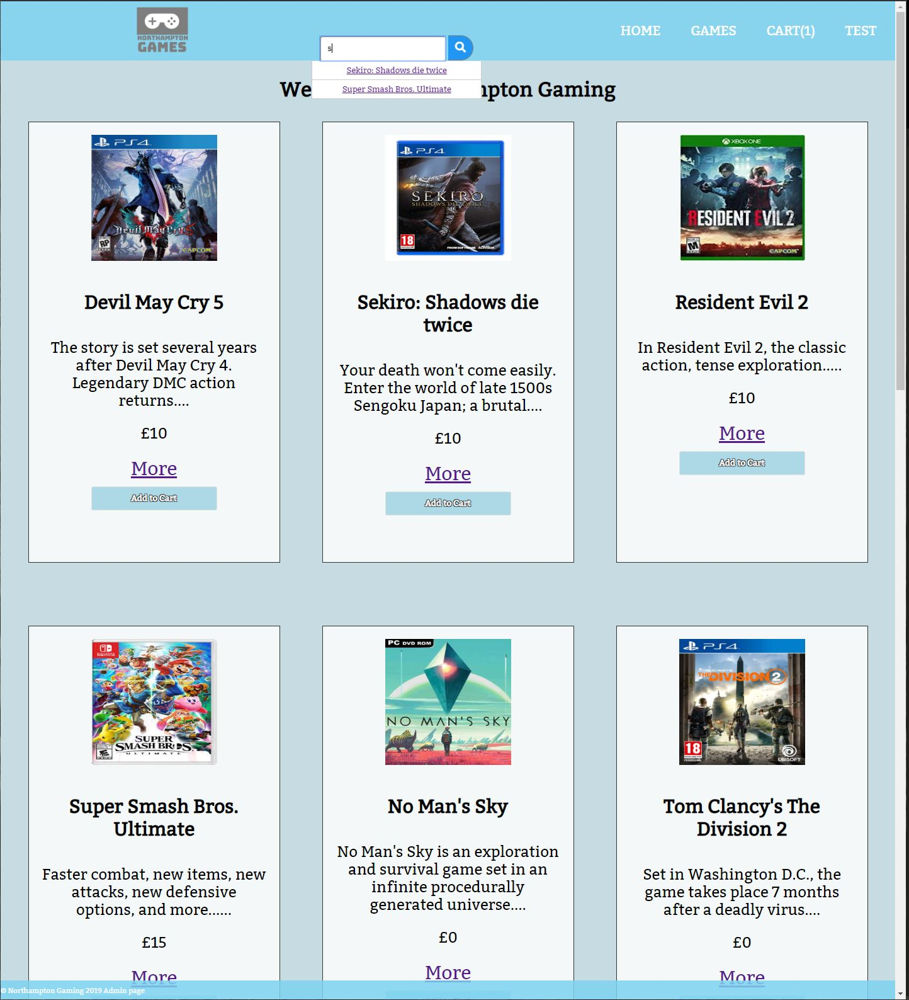 NORTHAMPTON
GAMES
HOME GAMES CART(1) TEST
s
Sekiro: Shadows die twice
Super Smash Bros. Ultimate
We pton Gaming
PS4
Devil May Cry 5
RP
CAPCOM
PS4
SEKIRO
SHADOWS DIE TWICE
18
FROMSOFTWARE ACTIVISION
XBOX ONE
RESIDENT EVIL 2
M
CAPCOM
Devil May Cry 5
The story is set several years
after Devil May Cry 4.
Legendary DMC action
returns....
£10
More
Add to Cart
Sekiro: Shadows die
twice
Your death won't come easily.
Enter the world of late 1500s
Sengoku Japan; a brutal....
£10
More
Add to Cart
Resident Evil 2
In Resident Evil 2, the classic
action, tense exploration.....
£10
More
Add to Cart
SUPER
SMASH BROS.
ULTIMATE
E
PC DVD ROM
NO MAN'S SKY
PS4
TOM CLANCY'S
THE DIVISION 2
18
UBISOFT
Super Smash Bros.
Ultimate
Faster combat, new items, new
attacks, new defensive
options, and more......
£15
More
No Man's Sky
No Man's Sky is an exploration
and survival game set in an
infinite procedurally
generated universe....
£0
More
Tom Clancy's The
Division 2
Set in Washington D.C., the
game takes place 7 months
after a deadly virus....
£0
More
© Northampton Gaming 2019 Admin page